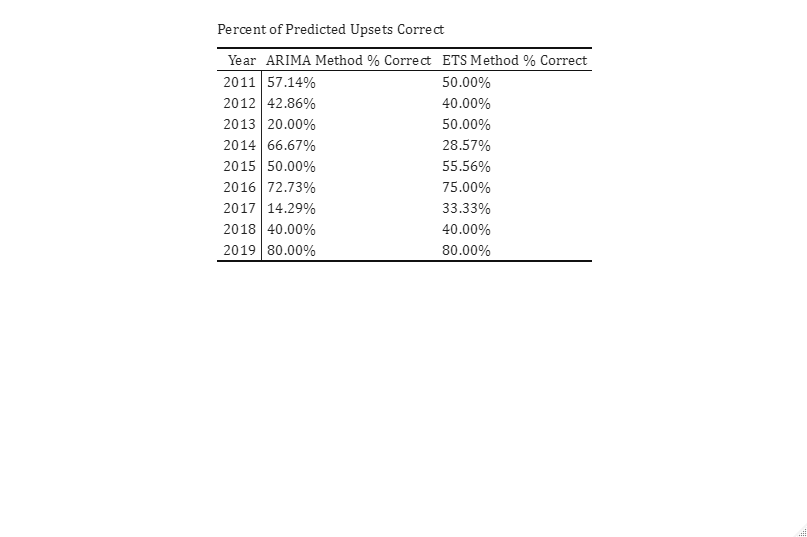 Percent of Predicted Upsets Correct
Year ARIMA Method % Correct ETS Method % Correct
2011 57.14% 50.00%
2012 42.86% 40.00%
2013 20.00% 50.00%
2014 66.67% 28.57%
2015 50.00% 55.56%
2016 72.73% 75.00%
2017 14.29% 33.33%
2018 40.00% 40.00%
2019 80.00% 80.00%